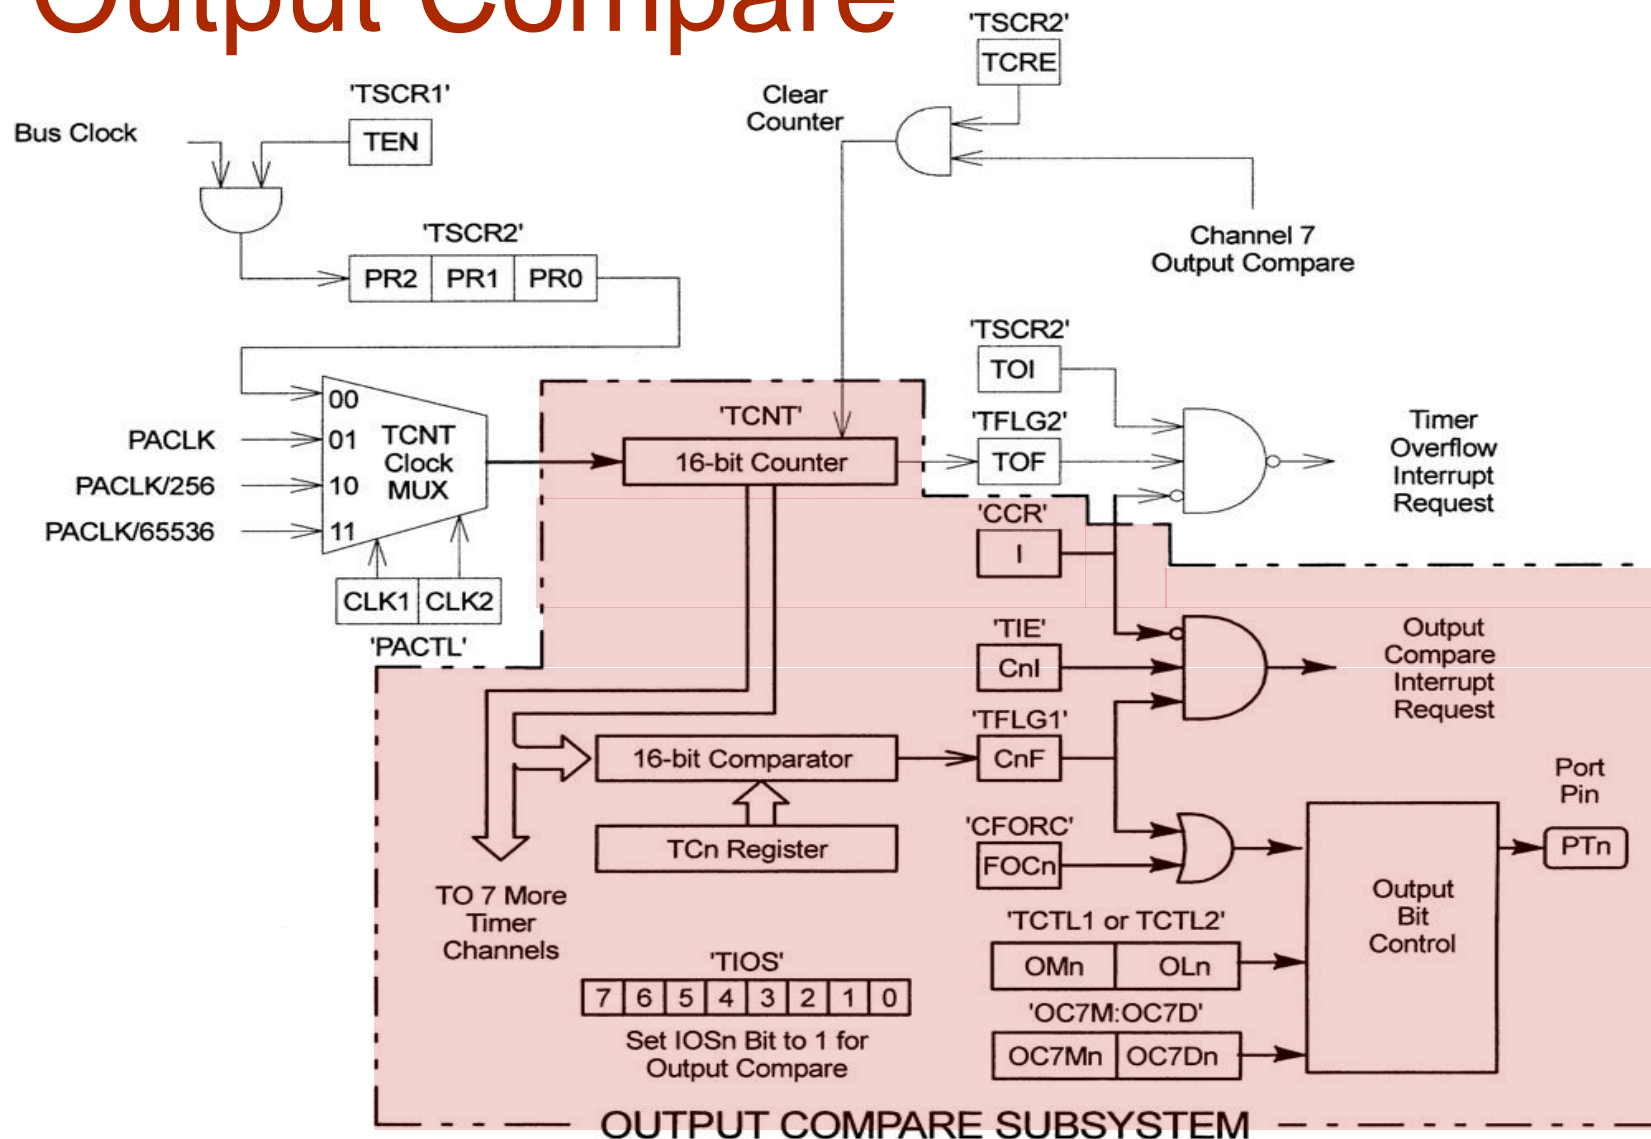 Output Compare
'TSCR2'
TCRE
'TSCR1'
TEN
Bus Clock
Clear
Counter
'TSCR2'
PR2 PR1 PR0
Channel 7
Output Compare
'TSCR2'
TOI
00
01
10
11
TCNT
Clock
MUX
PACLK
PACLK/256
PACLK/65536
CLK1 CLK2
'PACTL'
'TCNT'
16-bit Counter
'TFLG2'
TOF
Timer
Overflow
Interrupt
Request
'CCR'
I
'TIE'
CnI
Output
Compare
Interrupt
Request
'TFLG1'
CnF
16-bit Comparator
TCn Register
'CFORC'
FOCn
Port
Pin
PTn
Output
Bit
Control
TO 7 More
Timer
Channels
'TCTL1 or TCTL2'
OMn OLn
'TIOS'
7 6 5 4 3 2 1 0
Set IOSn Bit to 1 for
Output Compare
'OC7M:OC7D'
OC7Mn OC7Dn
OUTPUT COMPARE SUBSYSTEM